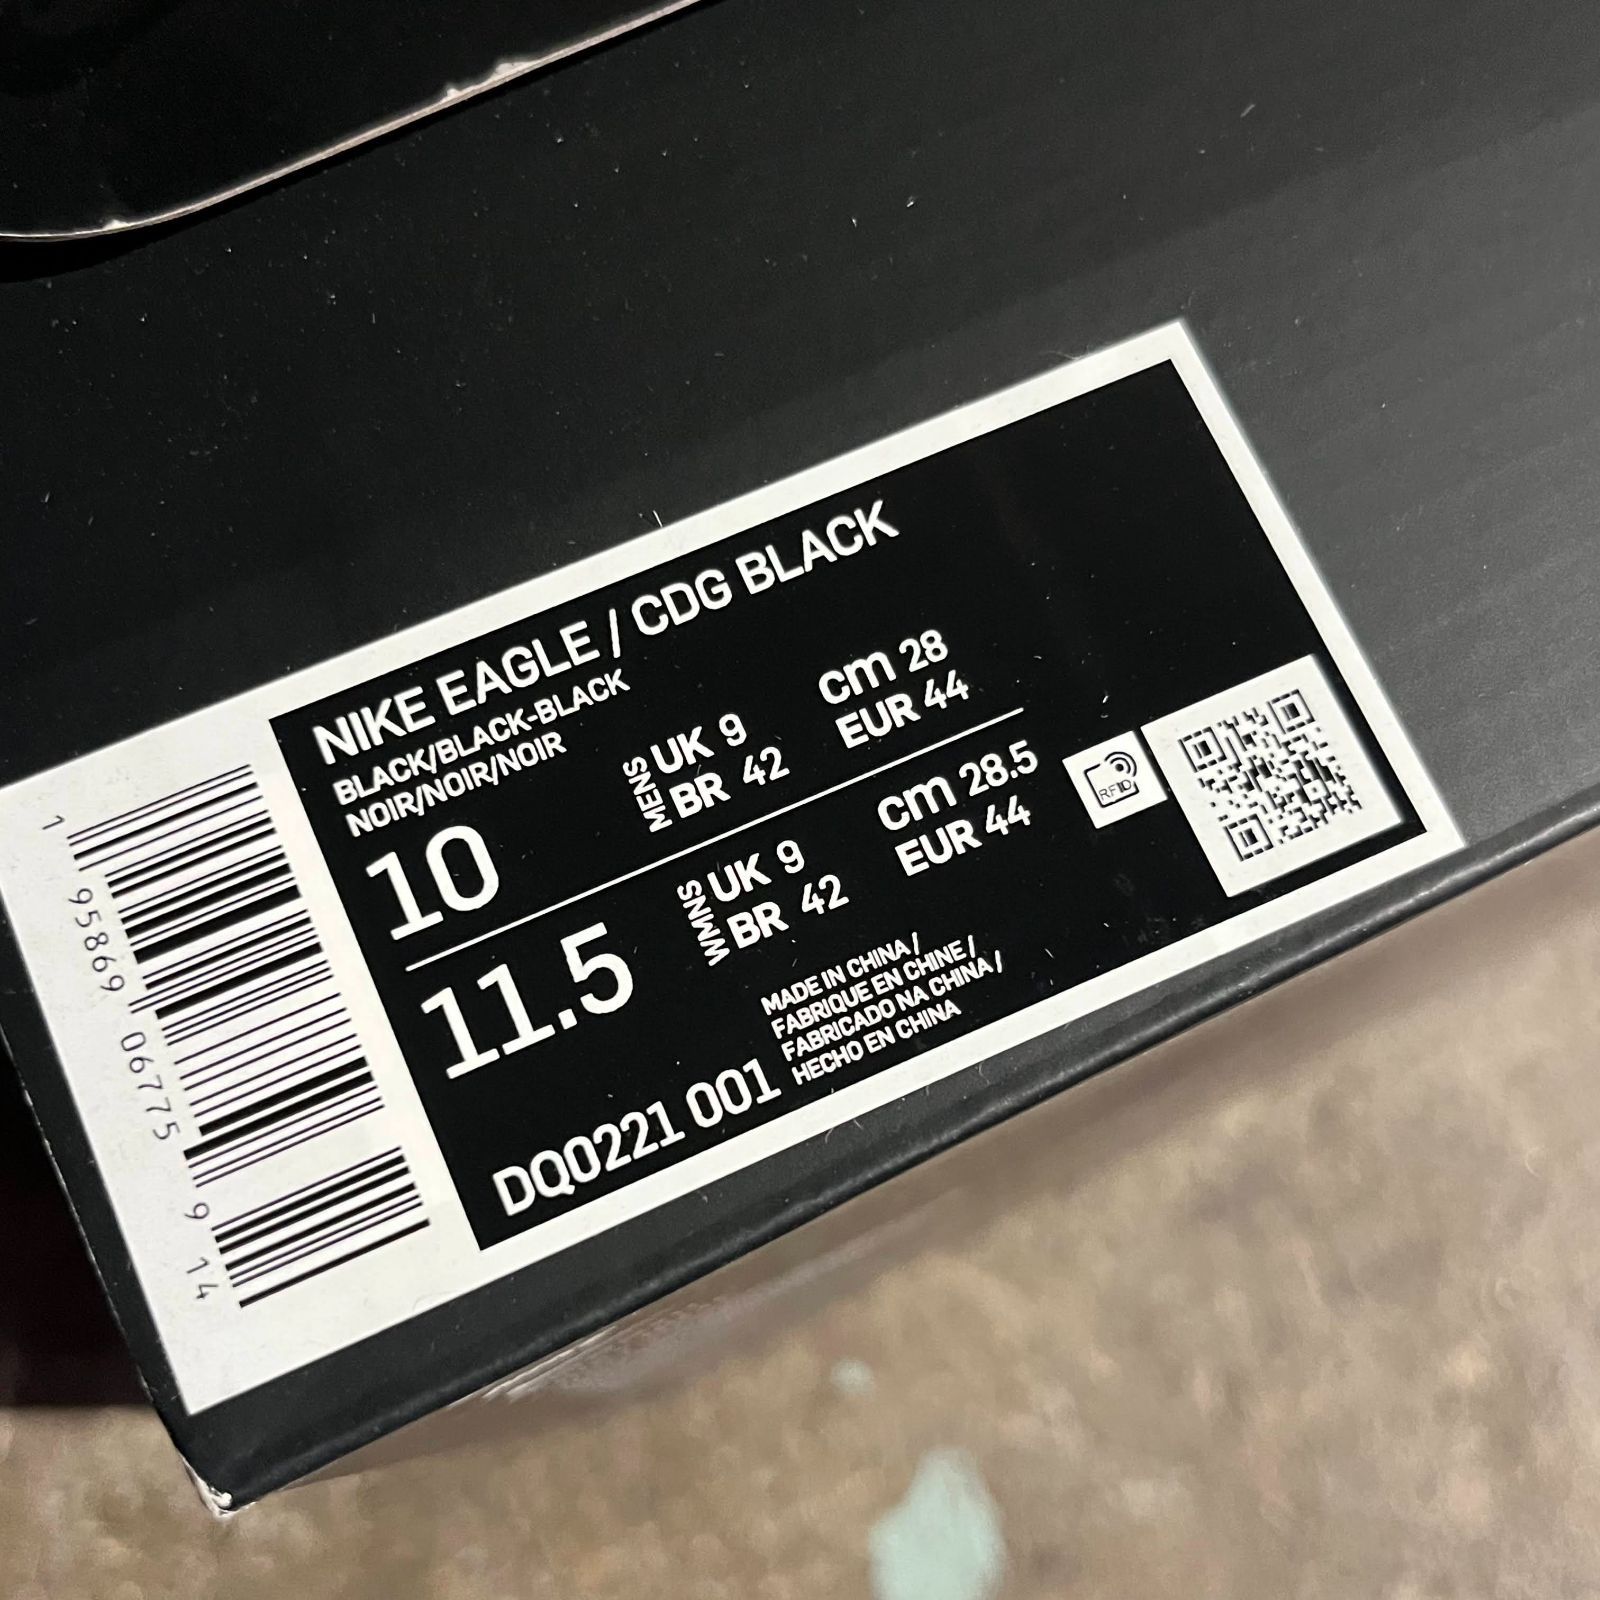 NIKE EAGLE / CDG BLACK
BLACK/BLACK-BLACK
NOIR/NOIR/NOIR
10 MENS UK 9 cm 28
BR 42 EUR 44
11.5 WMNS UK 9 cm 28.5
BR 42 EUR 44
RFID
DQ0221 001
MADE IN CHINA /
FABRIQUE EN CHINE /
FABRICADO NA CHINA /
HECHO EN CHINA
1 95869 06775 9 14